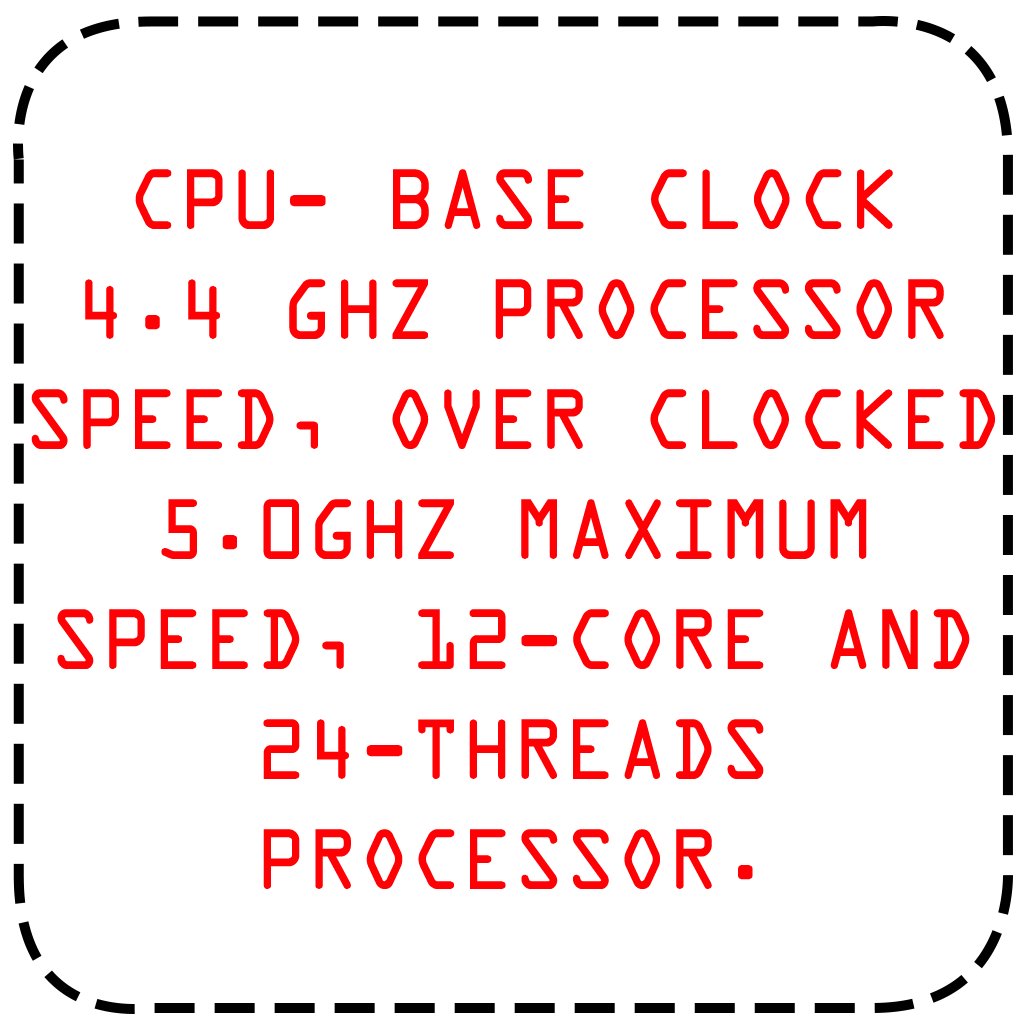 CPU- BASE CLOCK
4.4 GHZ PROCESSOR
SPEED, OVER CLOCKED
5.0GHZ MAXIMUM
SPEED, 12-CORE AND
24-THREADS
PROCESSOR.